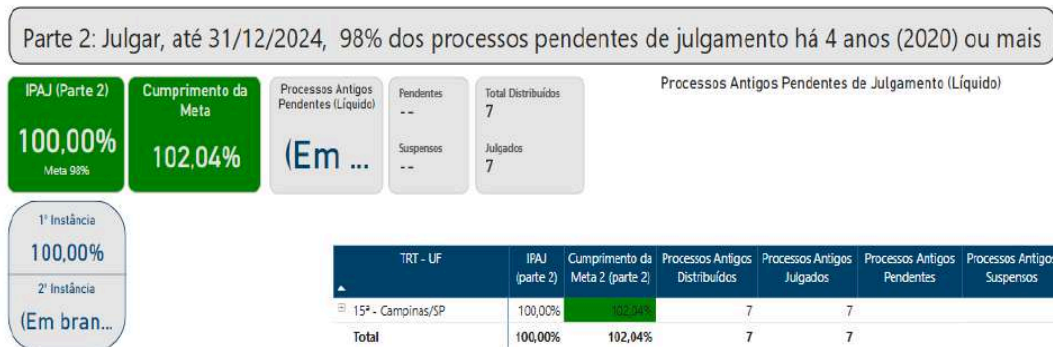 Parte 2: Julgar, até 31/12/2024, 98% dos processos pendentes de julgamento há 4 anos (2020) ou mais
IPAJ (Parte 2)
100,00%
Meta 98%
Cumprimento da
Meta
102,04%
Processos Antigos
Pendentes (Líquido)
(Em ...
Pendentes
--
Suspensos
--
Total Distribuídos
7
Julgados
7
Processos Antigos Pendentes de Julgamento (Líquido)
1ª Instância
100,00%
2ª Instância
(Em bran...
TRT - UF
IPAJ
(parte 2)
Cumprimento da
Meta 2 (parte 2)
Processos Antigos
Distribuídos
Processos Antigos
Julgados
Processos Antigos
Pendentes
Processos Antigos
Suspensos
15ª - Campinas/SP 100,00% 102,04% 7 7
Total 100,00% 102,04% 7 7